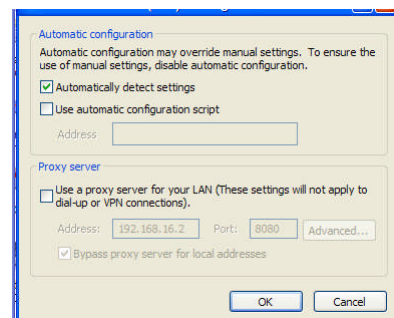 Automatic configuration
Automatic configuration may override manual settings. To ensure the
use of manual settings, disable automatic configuration.
Automatically detect settings
Use automatic configuration script
Address
Proxy server
Use a proxy server for your LAN (These settings will not apply to
dial-up or VPN connections).
Address: 192.168.16.2 Port: 8080 Advanced...
Bypass proxy server for local addresses
OK Cancel